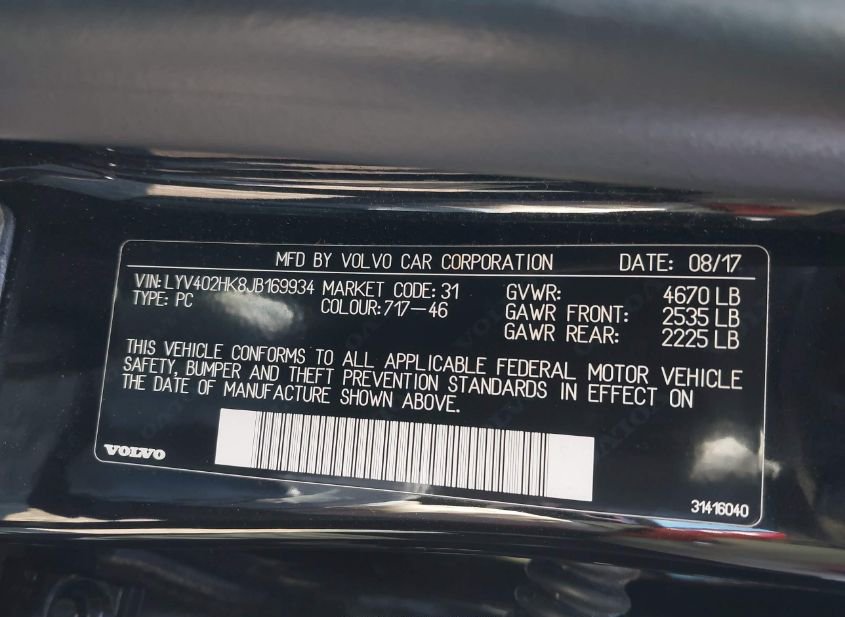 MFD BY VOLVO CAR CORPORATION DATE: 08/17
VIN: LYV402HK8JB169934 MARKET CODE: 31 GVWR: 4670 LB
TYPE: PC COLOUR: 717-46 GAWR FRONT: 2535 LB
GAWR REAR: 2225 LB
THIS VEHICLE CONFORMS TO ALL APPLICABLE FEDERAL MOTOR VEHICLE
SAFETY, BUMPER AND THEFT PREVENTION STANDARDS IN EFFECT ON
THE DATE OF MANUFACTURE SHOWN ABOVE.
VOLVO
31416040